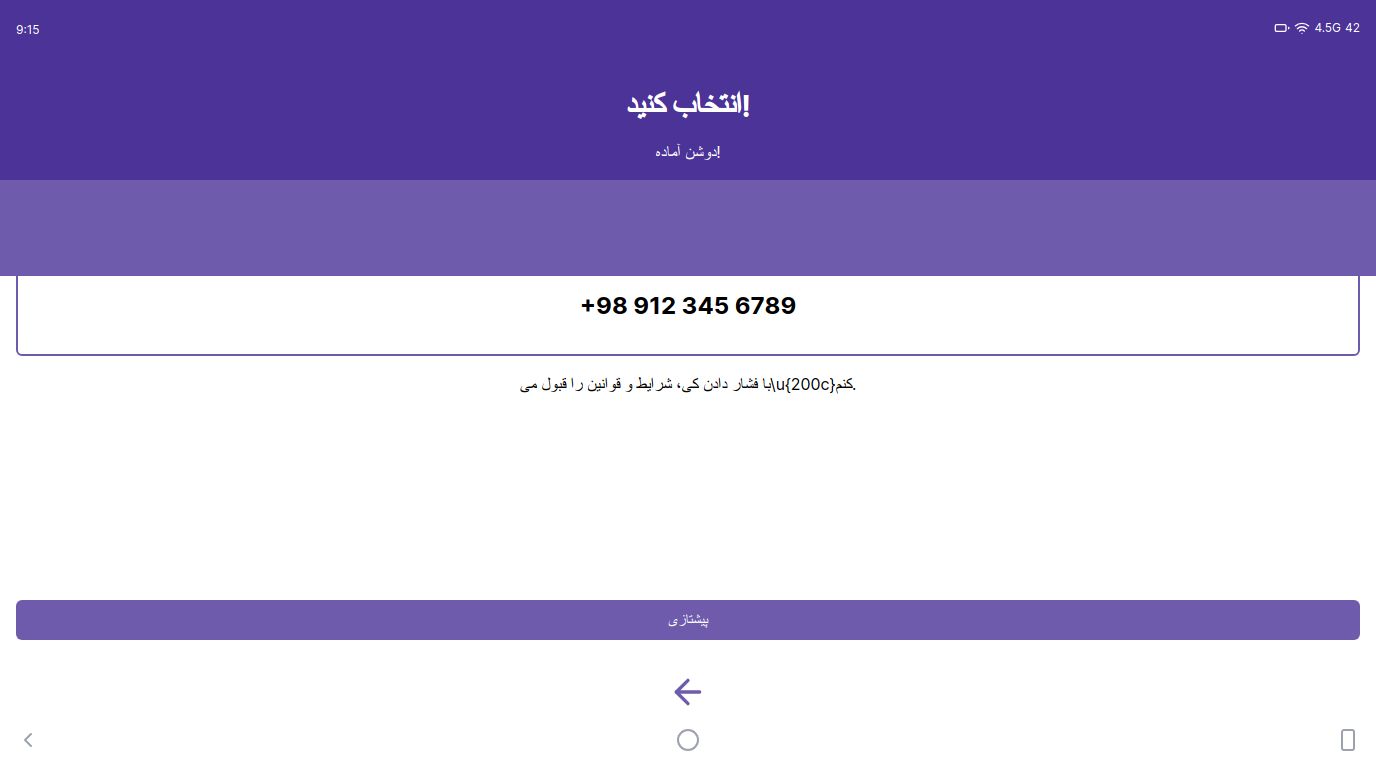 9:15
4.5G 42
انتخاب کنید!
دوشن آماده!
+98 912 345 6789
با فشار دادن کی، شرایط و قوانین را قبول می\u{200c}کنم.
پیشتازی